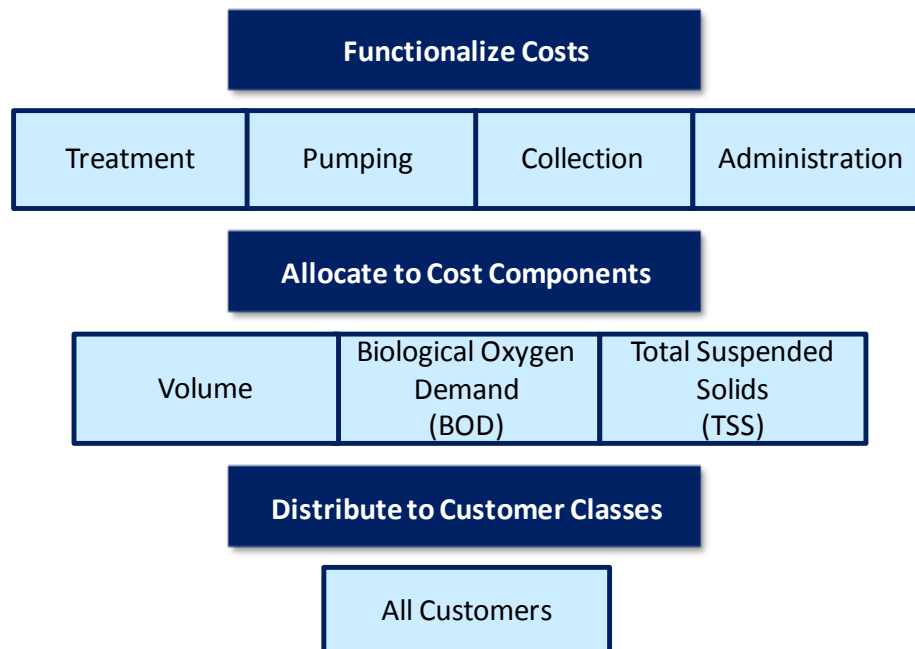 Functionalize Costs
Treatment
Pumping
Collection
Administration
Allocate to Cost Components
Volume
Biological Oxygen
Demand
(BOD)
Total Suspended
Solids
(TSS)
Distribute to Customer Classes
All Customers